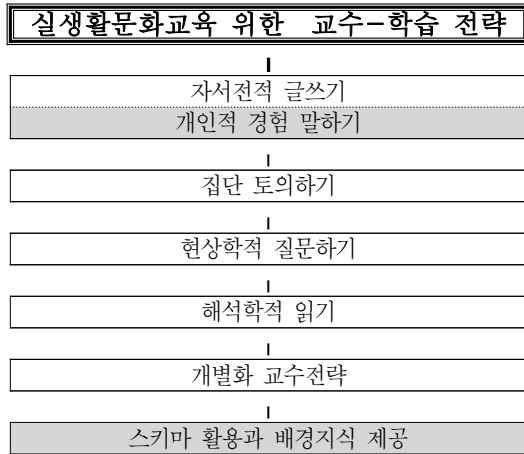 실생활문화교육 위한 교수-학습 전략
자서전적 글쓰기
개인적 경험 말하기
집단 토의하기
현상학적 질문하기
해석학적 읽기
개별화 교수전략
스키마 활용과 배경지식 제공